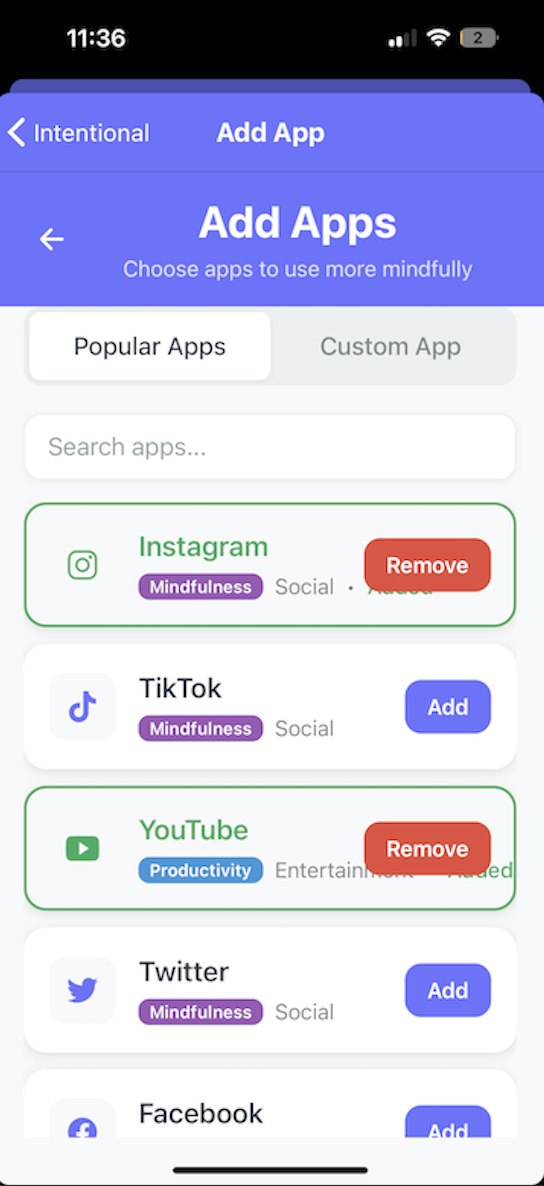 11:36
2
Intentional
Add App
Add Apps
Choose apps to use more mindfully
Popular Apps
Custom App
Search apps...
Instagram
Mindfulness Social • Added
Remove
TikTok
Mindfulness Social
Add
YouTube
Productivity Entertainment • Added
Remove
Twitter
Mindfulness Social
Add
Facebook
Add